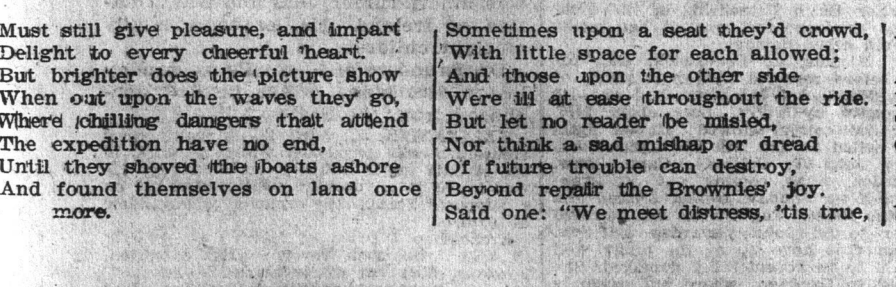 Must still give pleasure, and impart
Delight to every cheerful heart.
But brighter does the picture show
When out upon the waves they go,
Where chilling dangers that attend
The expedition have no end,
Until they shoved the boats ashore
And found themselves on land once
more.
Sometimes upon a seat they'd crowd,
With little space for each allowed;
And those upon the other side
Were ill at ease throughout the ride.
But let no reader be misled,
Nor think a sad mishap or dread
Of future trouble can destroy,
Beyond repair the Brownies' joy.
Said one: "We meet distress, 'tis true,